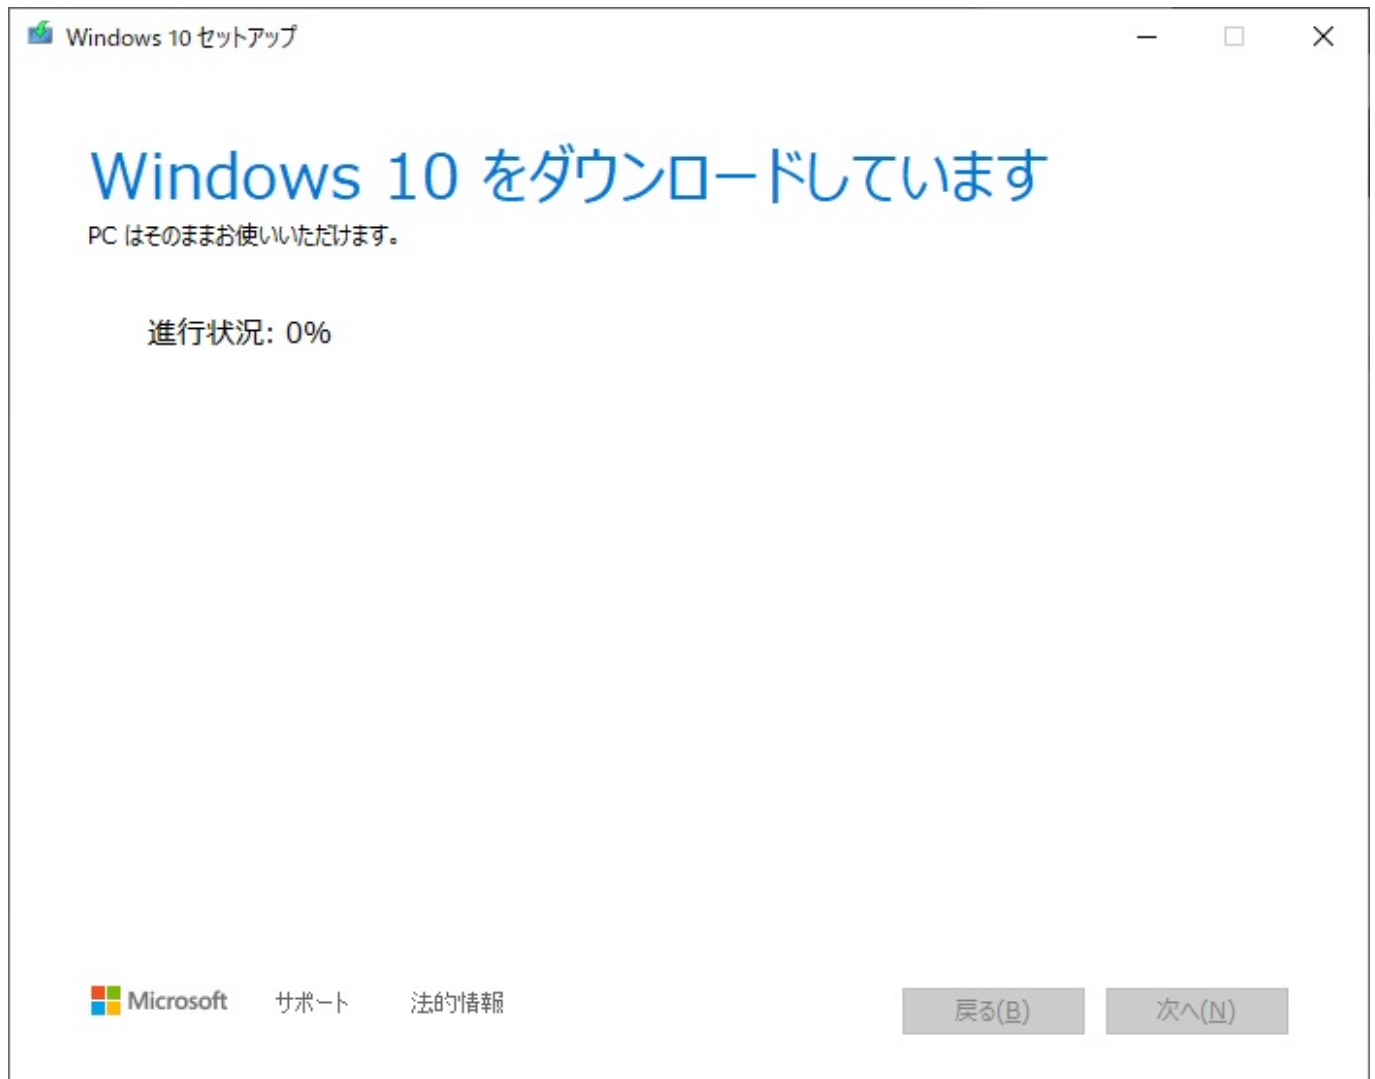 Windows 10 セットアップ
Windows 10 をダウンロードしています
PC はそのままお使いいただけます。
進行状況: 0%
Microsoft サポート 法的情報 戻る(B) 次へ(N)